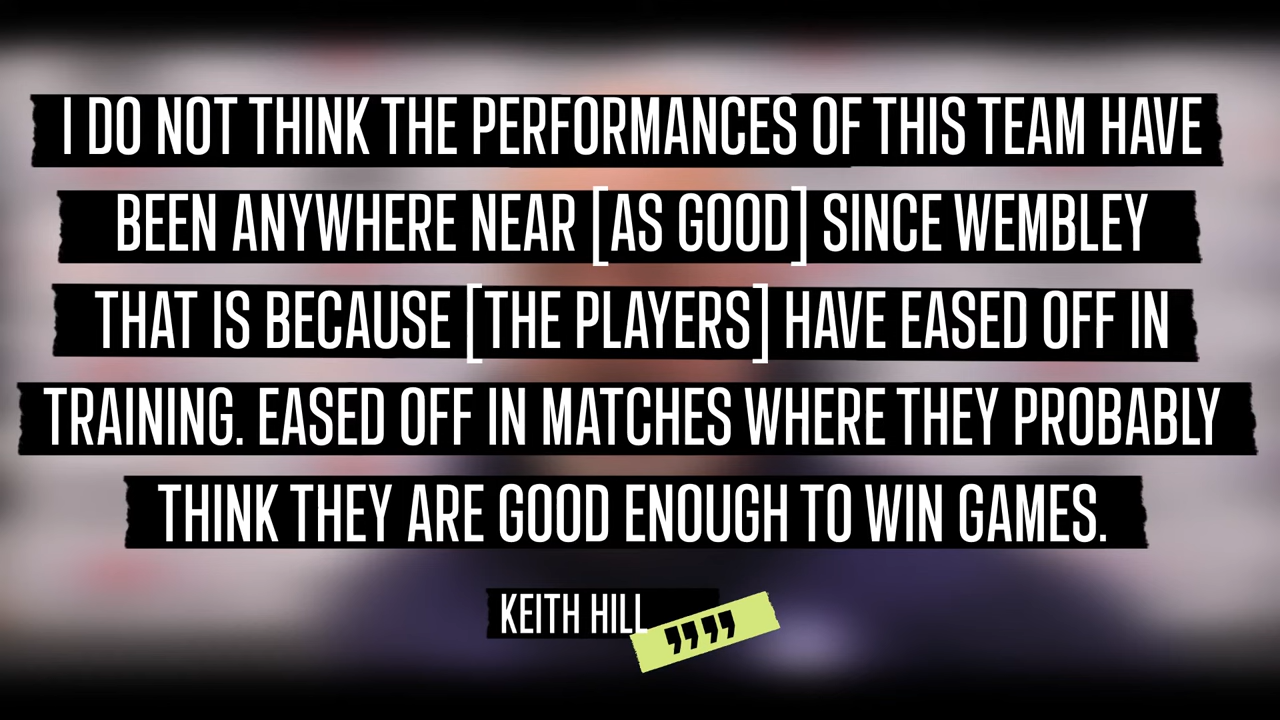 I DO NOT THINK THE PERFORMANCES OF THIS TEAM HAVE
BEEN ANYWHERE NEAR [AS GOOD] SINCE WEMBLEY
THAT IS BECAUSE [THE PLAYERS] HAVE EASED OFF IN
TRAINING. EASED OFF IN MATCHES WHERE THEY PROBABLY
THINK THEY ARE GOOD ENOUGH TO WIN GAMES.
KEITH HILL
””